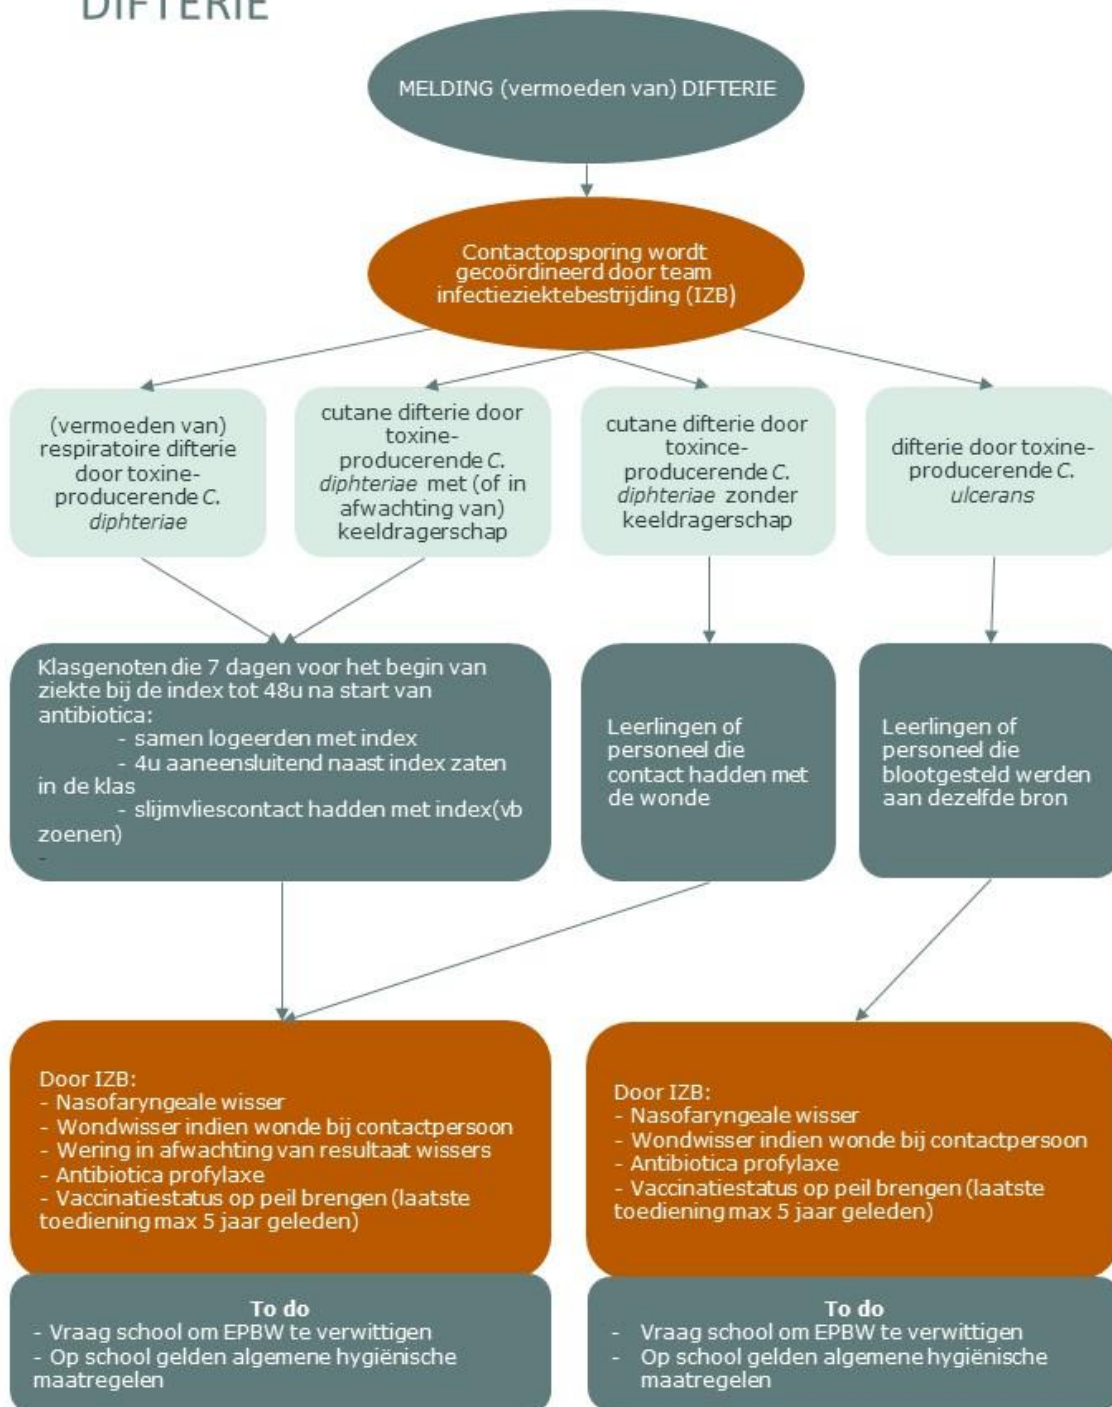 DIFTERIE
MELDING (vermoeden van) DIFTERIE
Contactopsporing wordt
gecoördineerd door team
infectieziektebestrijding (IZB)
(vermoeden van)
respiratoire difterie
door toxine-
producerende C.
diphteriae
cutane difterie door
toxine-
producerende C.
diphteriae met (of in
afwachting van)
keeldragerschap
cutane difterie door
toxince-
producerende C.
diphteriae zonder
keeldragerschap
difterie door toxine-
producerende C.
ulcerans
Klasgenoten die 7 dagen voor het begin van
ziekte bij de index tot 48u na start van
antibiotica:
- samen logeerden met index
- 4u aaneensluitend naast index zaten
in de klas
- slijmvliescontact hadden met index(vb
zoenen)
-
Leerlingen of
personeel die
contact hadden met
de wonde
Leerlingen of
personeel die
blootgesteld werden
aan dezelfde bron
Door IZB:
- Nasofaryngeale wisser
- Wondwisser indien wonde bij contactpersoon
- Wering in afwachting van resultaat wissers
- Antibiotica profylaxe
- Vaccinatiestatus op peil brengen (laatste
toediening max 5 jaar geleden)
Door IZB:
- Nasofaryngeale wisser
- Wondwisser indien wonde bij contactpersoon
- Antibiotica profylaxe
- Vaccinatiestatus op peil brengen (laatste
toediening max 5 jaar geleden)
To do
- Vraag school om EPBW te verwittigen
- Op school gelden algemene hygiënische
maatregelen
To do
- Vraag school om EPBW te verwittigen
- Op school gelden algemene hygiënische
maatregelen